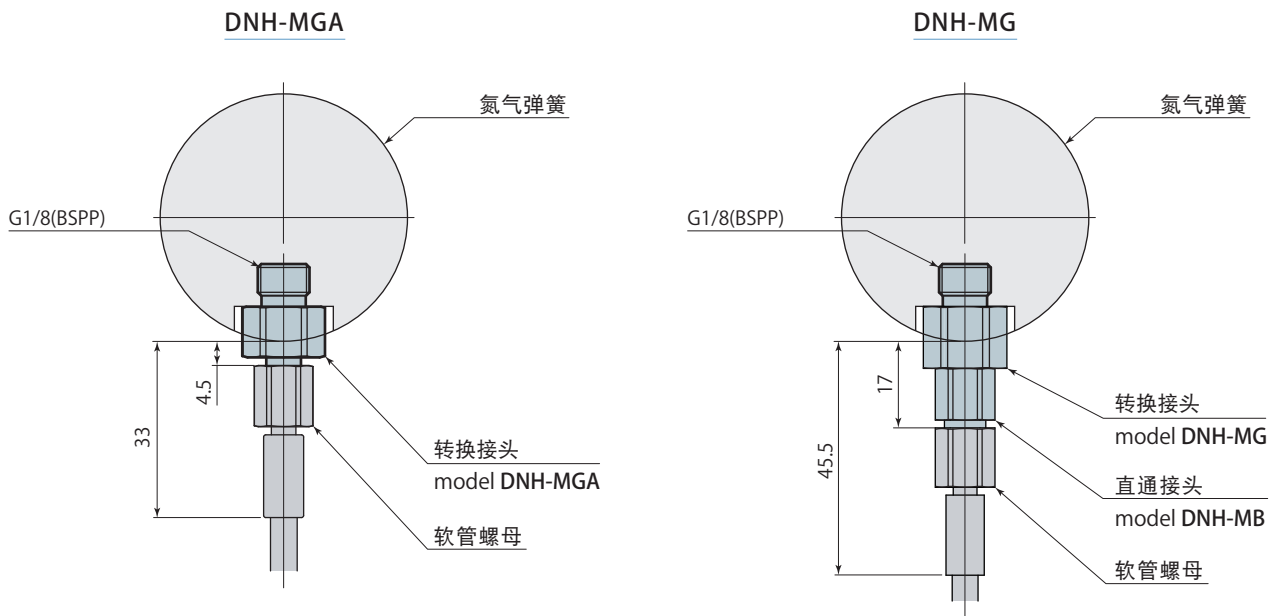 DNH-MGA
氮气弹簧
G1/8(BSPP)
4.5
33
转换接头
model DNH-MGA
软管螺母
DNH-MG
氮气弹簧
G1/8(BSPP)
17
45.5
转换接头
model DNH-MG
直通接头
model DNH-MB
软管螺母